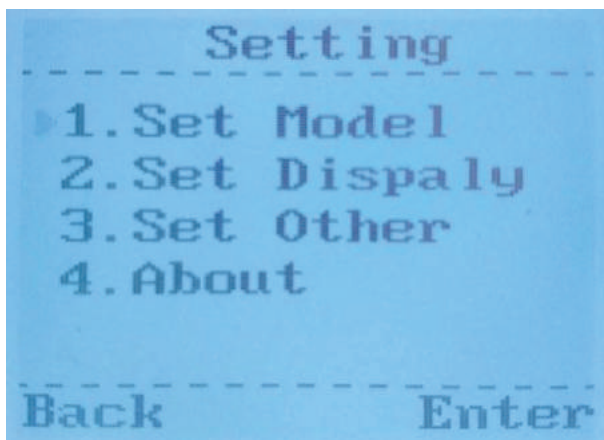 Setting
1.Set Model
2.Set Dispaly
3.Set Other
4.About
Back Enter